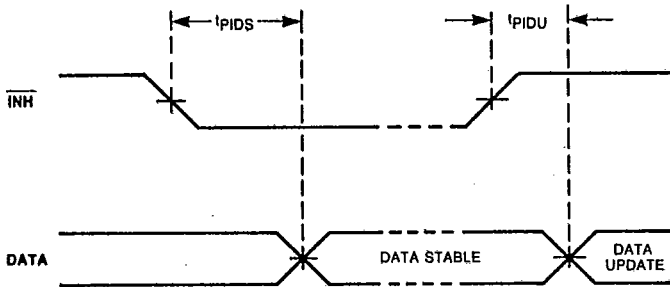 tPIDS
tPIDU
INH
DATA
DATA STABLE
DATA
UPDATE